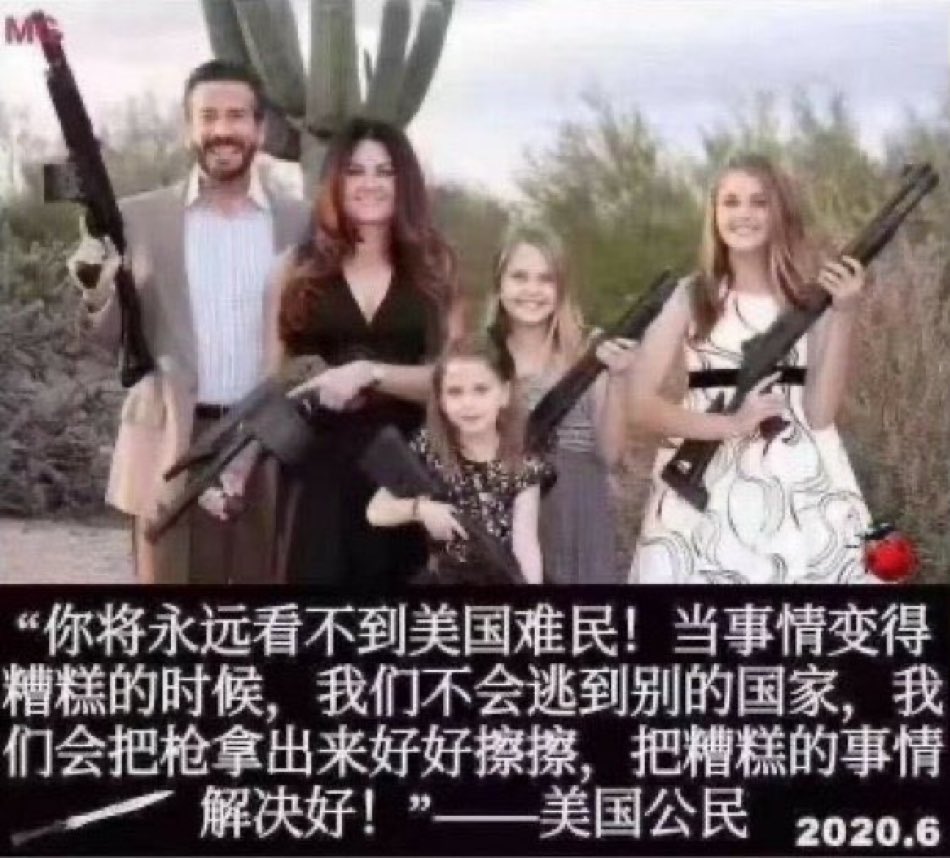 MG
“你将永远看不到美国难民！当事情变得
糟糕的时候，我们不会逃到别的国家，我
们会把枪拿出来好好擦擦，把糟糕的事情
解决好！”——美国公民
2020.6